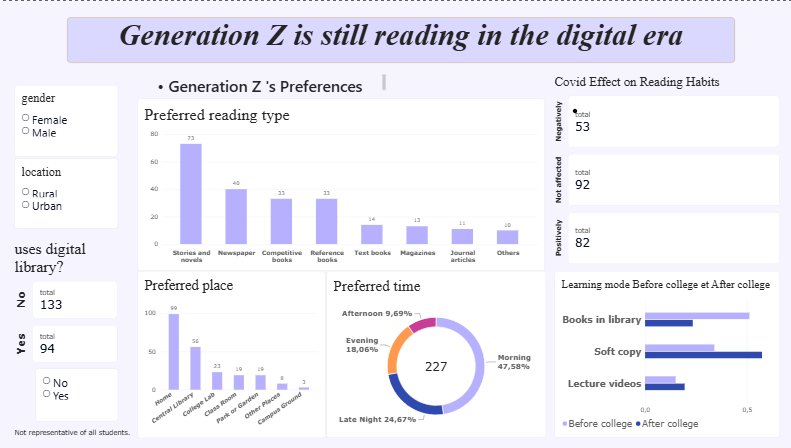 Generation Z is still reading in the digital era
• Generation Z 's Preferences
gender
Female
Male
location
Rural
Urban
uses digital
library?
No
total
133
Yes
total
94
No
Yes
Not representative of all students.
Preferred reading type
80
60
40
20
0
73
40
33
33
14
13
11
10
Stories and
novels
Newspaper
Competitive
books
Reference
books
Text books
Magazines
Journal
articles
Others
Preferred place
100
50
0
99
56
23
19
19
8
3
Home
Central Library
College Lab
Class Room
Park or Garden
Other Places
Campus Ground
Preferred time
Afternoon 9,69%
Evening
18,06%
Late Night 24,67%
Morning
47,58%
227
Covid Effect on Reading Habits
Negatively
total
53
Not affected
total
92
Positively
total
82
Learning mode Before college et After college
Books in library
Soft copy
Lecture videos
0,0
0,5
Before college
After college